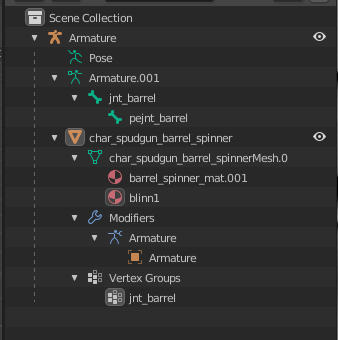 Scene Collection
Armature
Pose
Armature.001
jnt_barrel
pejnt_barrel
char_spudgun_barrel_spinner
char_spudgun_barrel_spinnerMesh.0
barrel_spinner_mat.001
blinn1
Modifiers
Armature
Armature
Vertex Groups
jnt_barrel